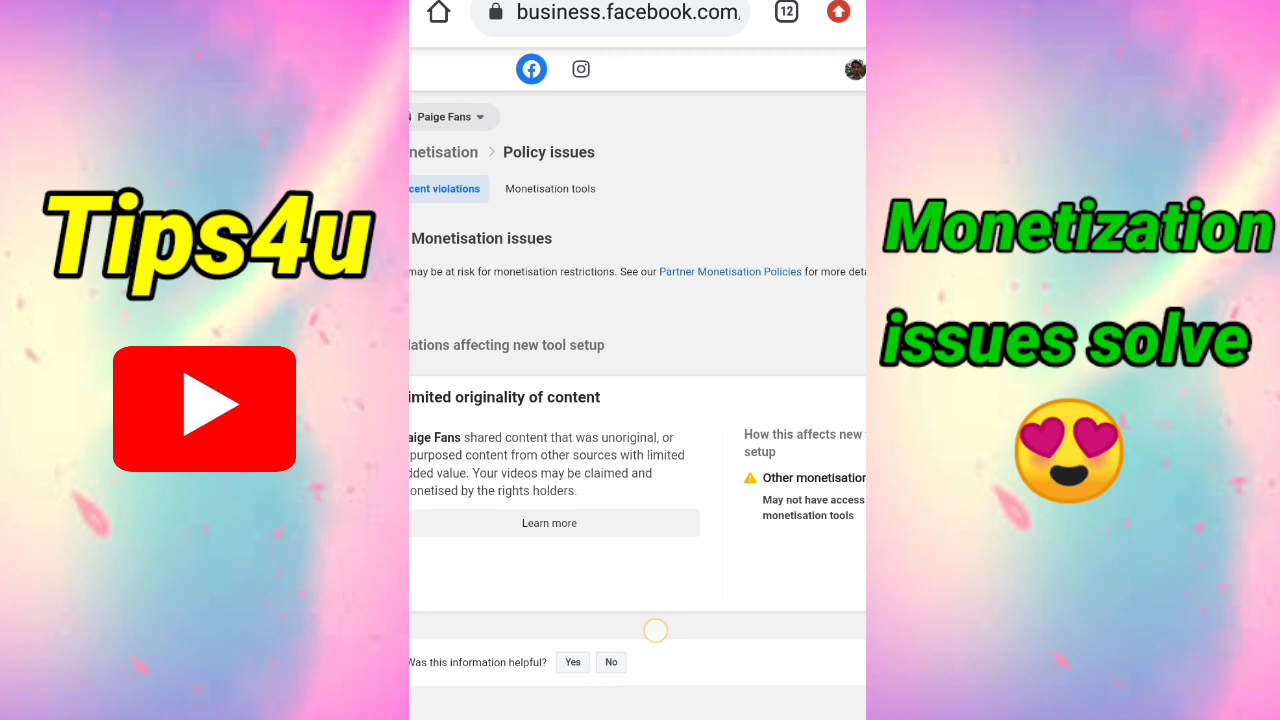 Tips4u
business.facebook.com,
12
Paige Fans
netisation > Policy issues
cent violations Monetisation tools
Monetisation issues
may be at risk for monetisation restrictions. See our Partner Monetisation Policies for more deta
lations affecting new tool setup
imited originality of content
aige Fans shared content that was unoriginal, or
purposed content from other sources with limited
dded value. Your videos may be claimed and
onetised by the rights holders.
Learn more
How this affects new
setup
Other monetisation
May not have access
monetisation tools
Was this information helpful? Yes No
Monetization
issues solve